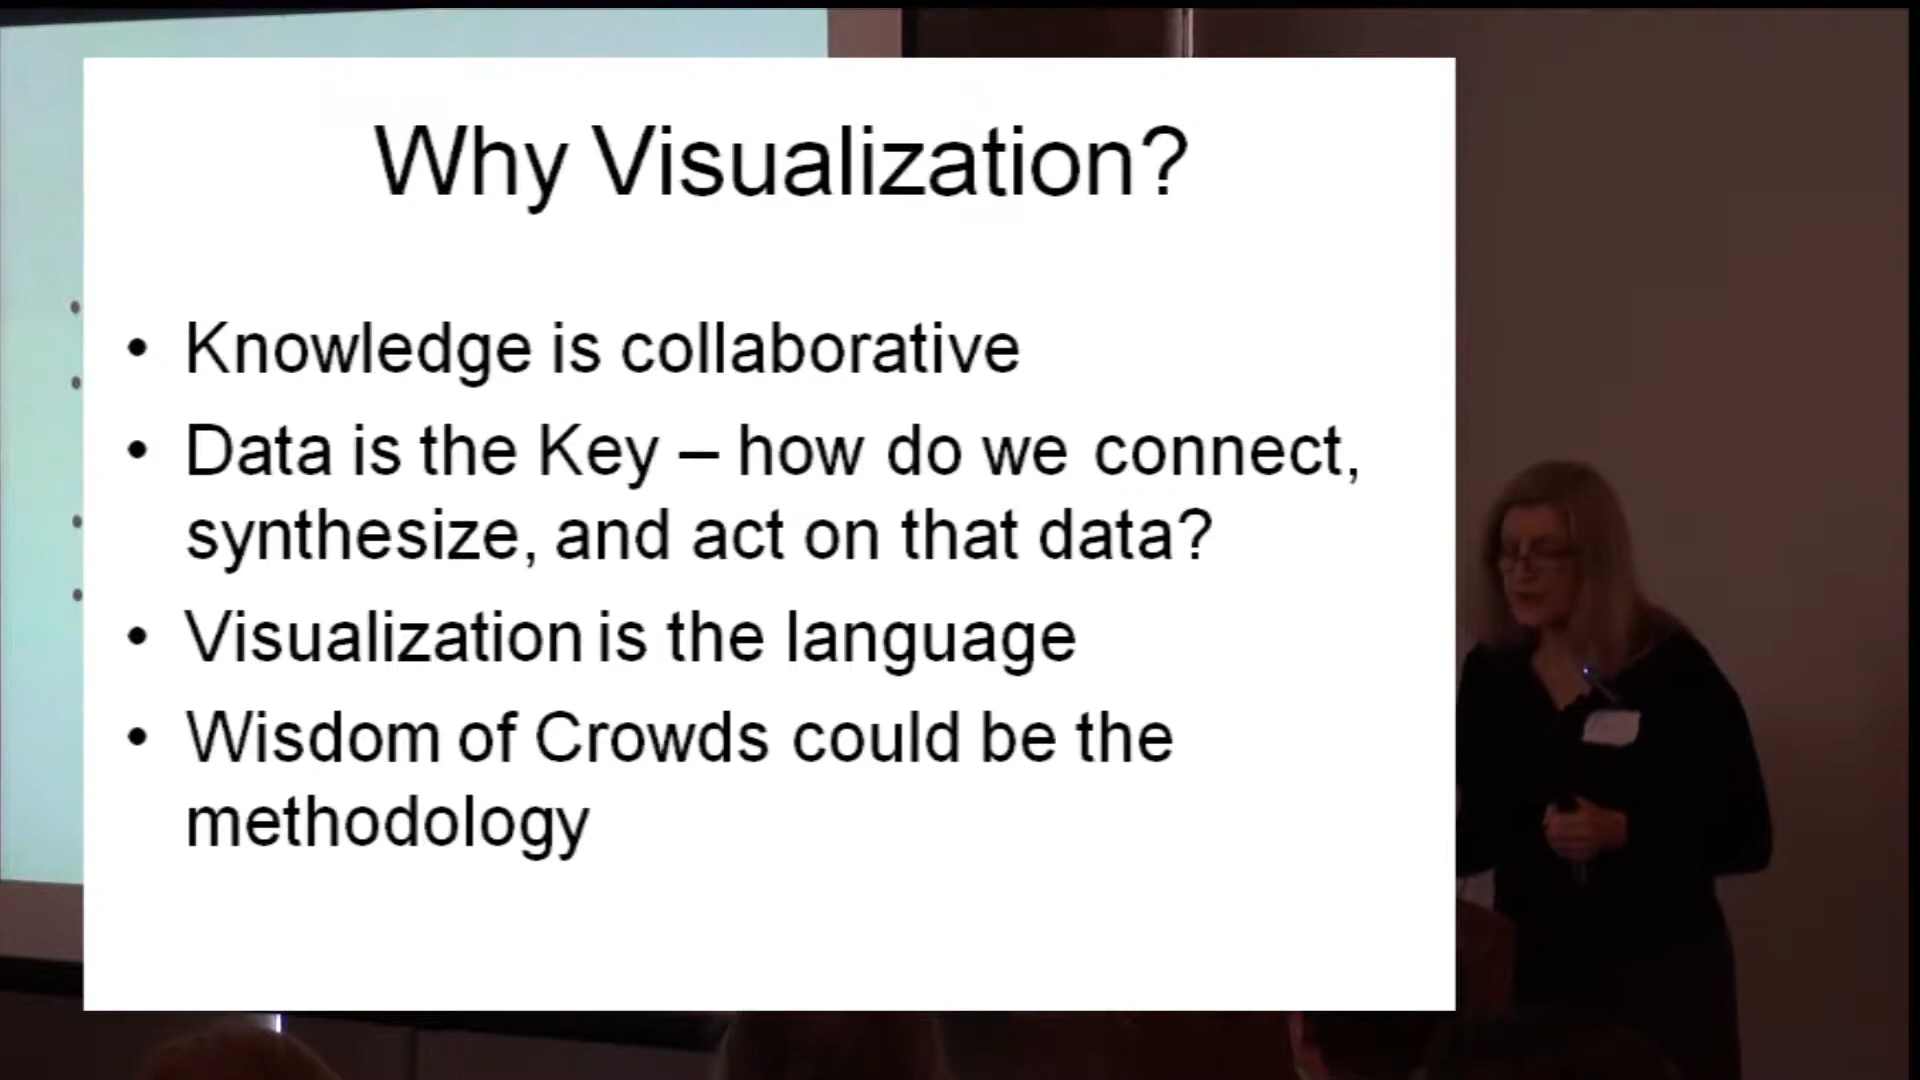 Why Visualization?
• Knowledge is collaborative
• Data is the Key – how do we connect,
synthesize, and act on that data?
• Visualization is the language
• Wisdom of Crowds could be the
methodology